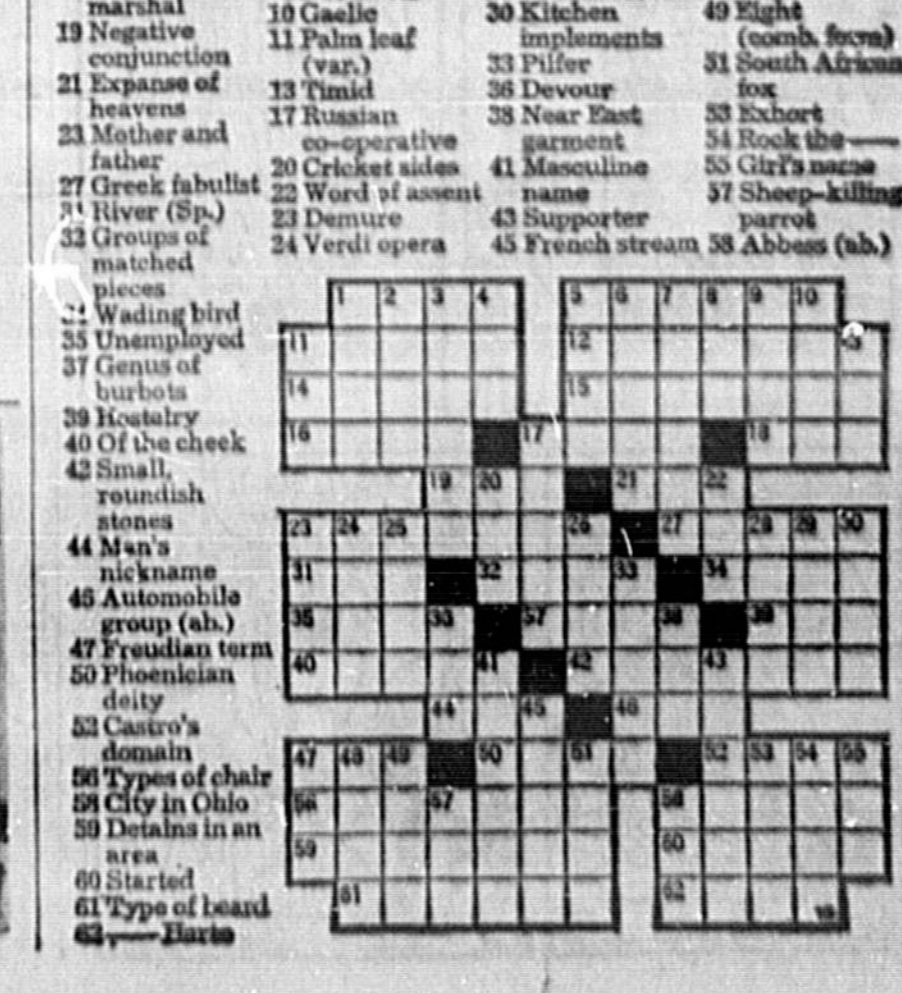 marshal
19 Negative
conjunction
21 Expanse of
heavens
23 Mother and
father
27 Greek fabulist
31 River (Sp.)
32 Groups of
matched
pieces
34 Wading bird
35 Unemployed
37 Genus of
burbots
39 Hostelry
40 Of the cheek
42 Small,
roundish
stones
44 Man's
nickname
46 Automobile
group (ab.)
47 Freudian term
50 Phoenician
deity
52 Castro's
domain
56 Types of chair
58 City in Ohio
59 Detains in an
area
60 Started
61 Type of beard
62 —— Harte
10 Gaelic
11 Palm leaf
(var.)
13 Timid
17 Russian
co-operative
20 Cricket sides
22 Word of assent
23 Demure
24 Verdi opera
30 Kitchen
implements
33 Pilfer
36 Devour
38 Near East
garment
41 Masculine
name
43 Supporter
45 French stream
49 Eight
(comb. form)
51 South African
fox
53 Exhort
54 Rock the ——
55 Girl's name
57 Sheep-killing
parrot
58 Abbess (ab.)
1 2 3 4 5 6 7 8 9 10
11 12 13
14 15
16 17 18
19 20 21 22
23 24 25 26 27 28 29 30
31 32 33 34
35 36 37 38 39
40 41 42 43
44 45 46
47 48 49 50 51 52 53 54 55
56 57 58
59 60
61 62